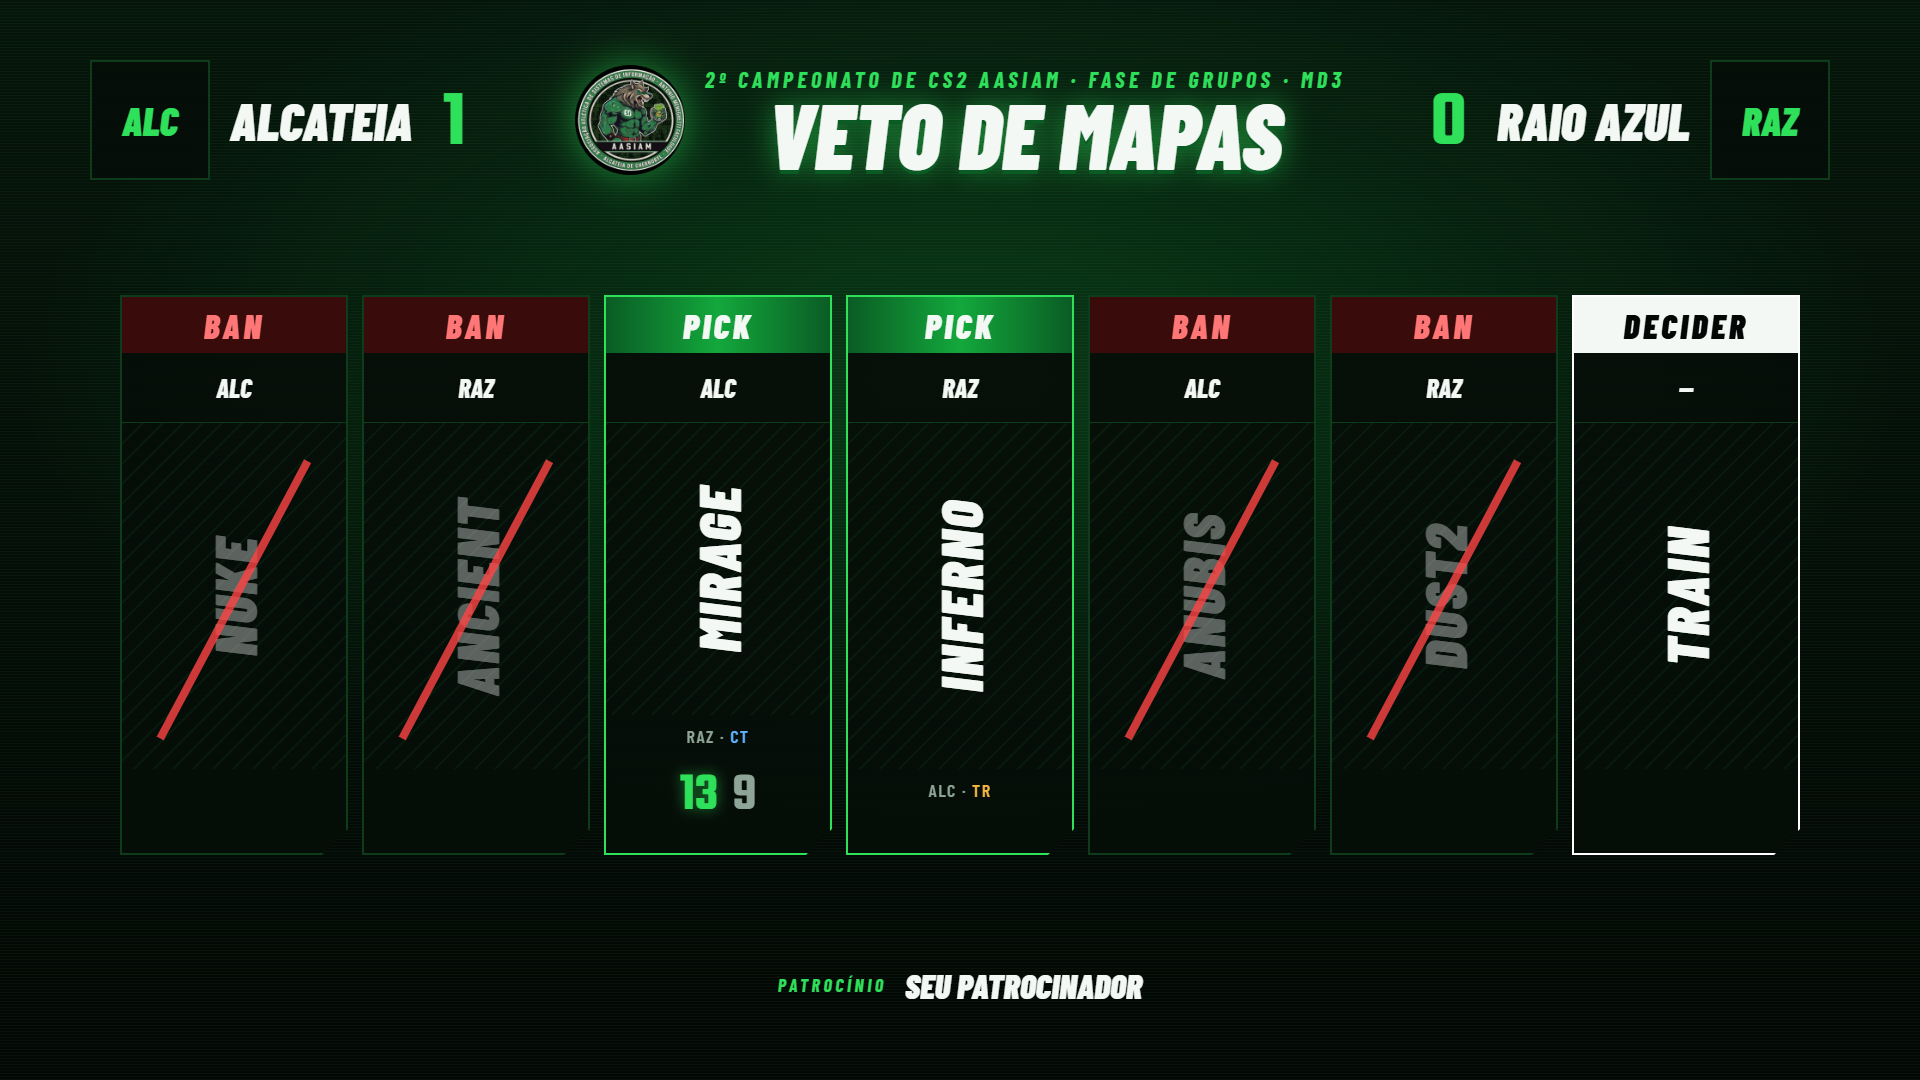 ALC
ALCATEIA 1
2º CAMPEONATO DE CS2 AASIAM · FASE DE GRUPOS · MD3
VETO DE MAPAS
AASIAM
0 RAIO AZUL
RAZ
BAN
ALC
NUKE
BAN
RAZ
ANCIENT
PICK
ALC
MIRAGE
RAZ · CT
13 9
PICK
RAZ
INFERNO
ALC · TR
BAN
ALC
ANUBIS
BAN
RAZ
DUST2
DECIDER
—
TRAIN
PATROCÍNIO SEU PATROCINADOR